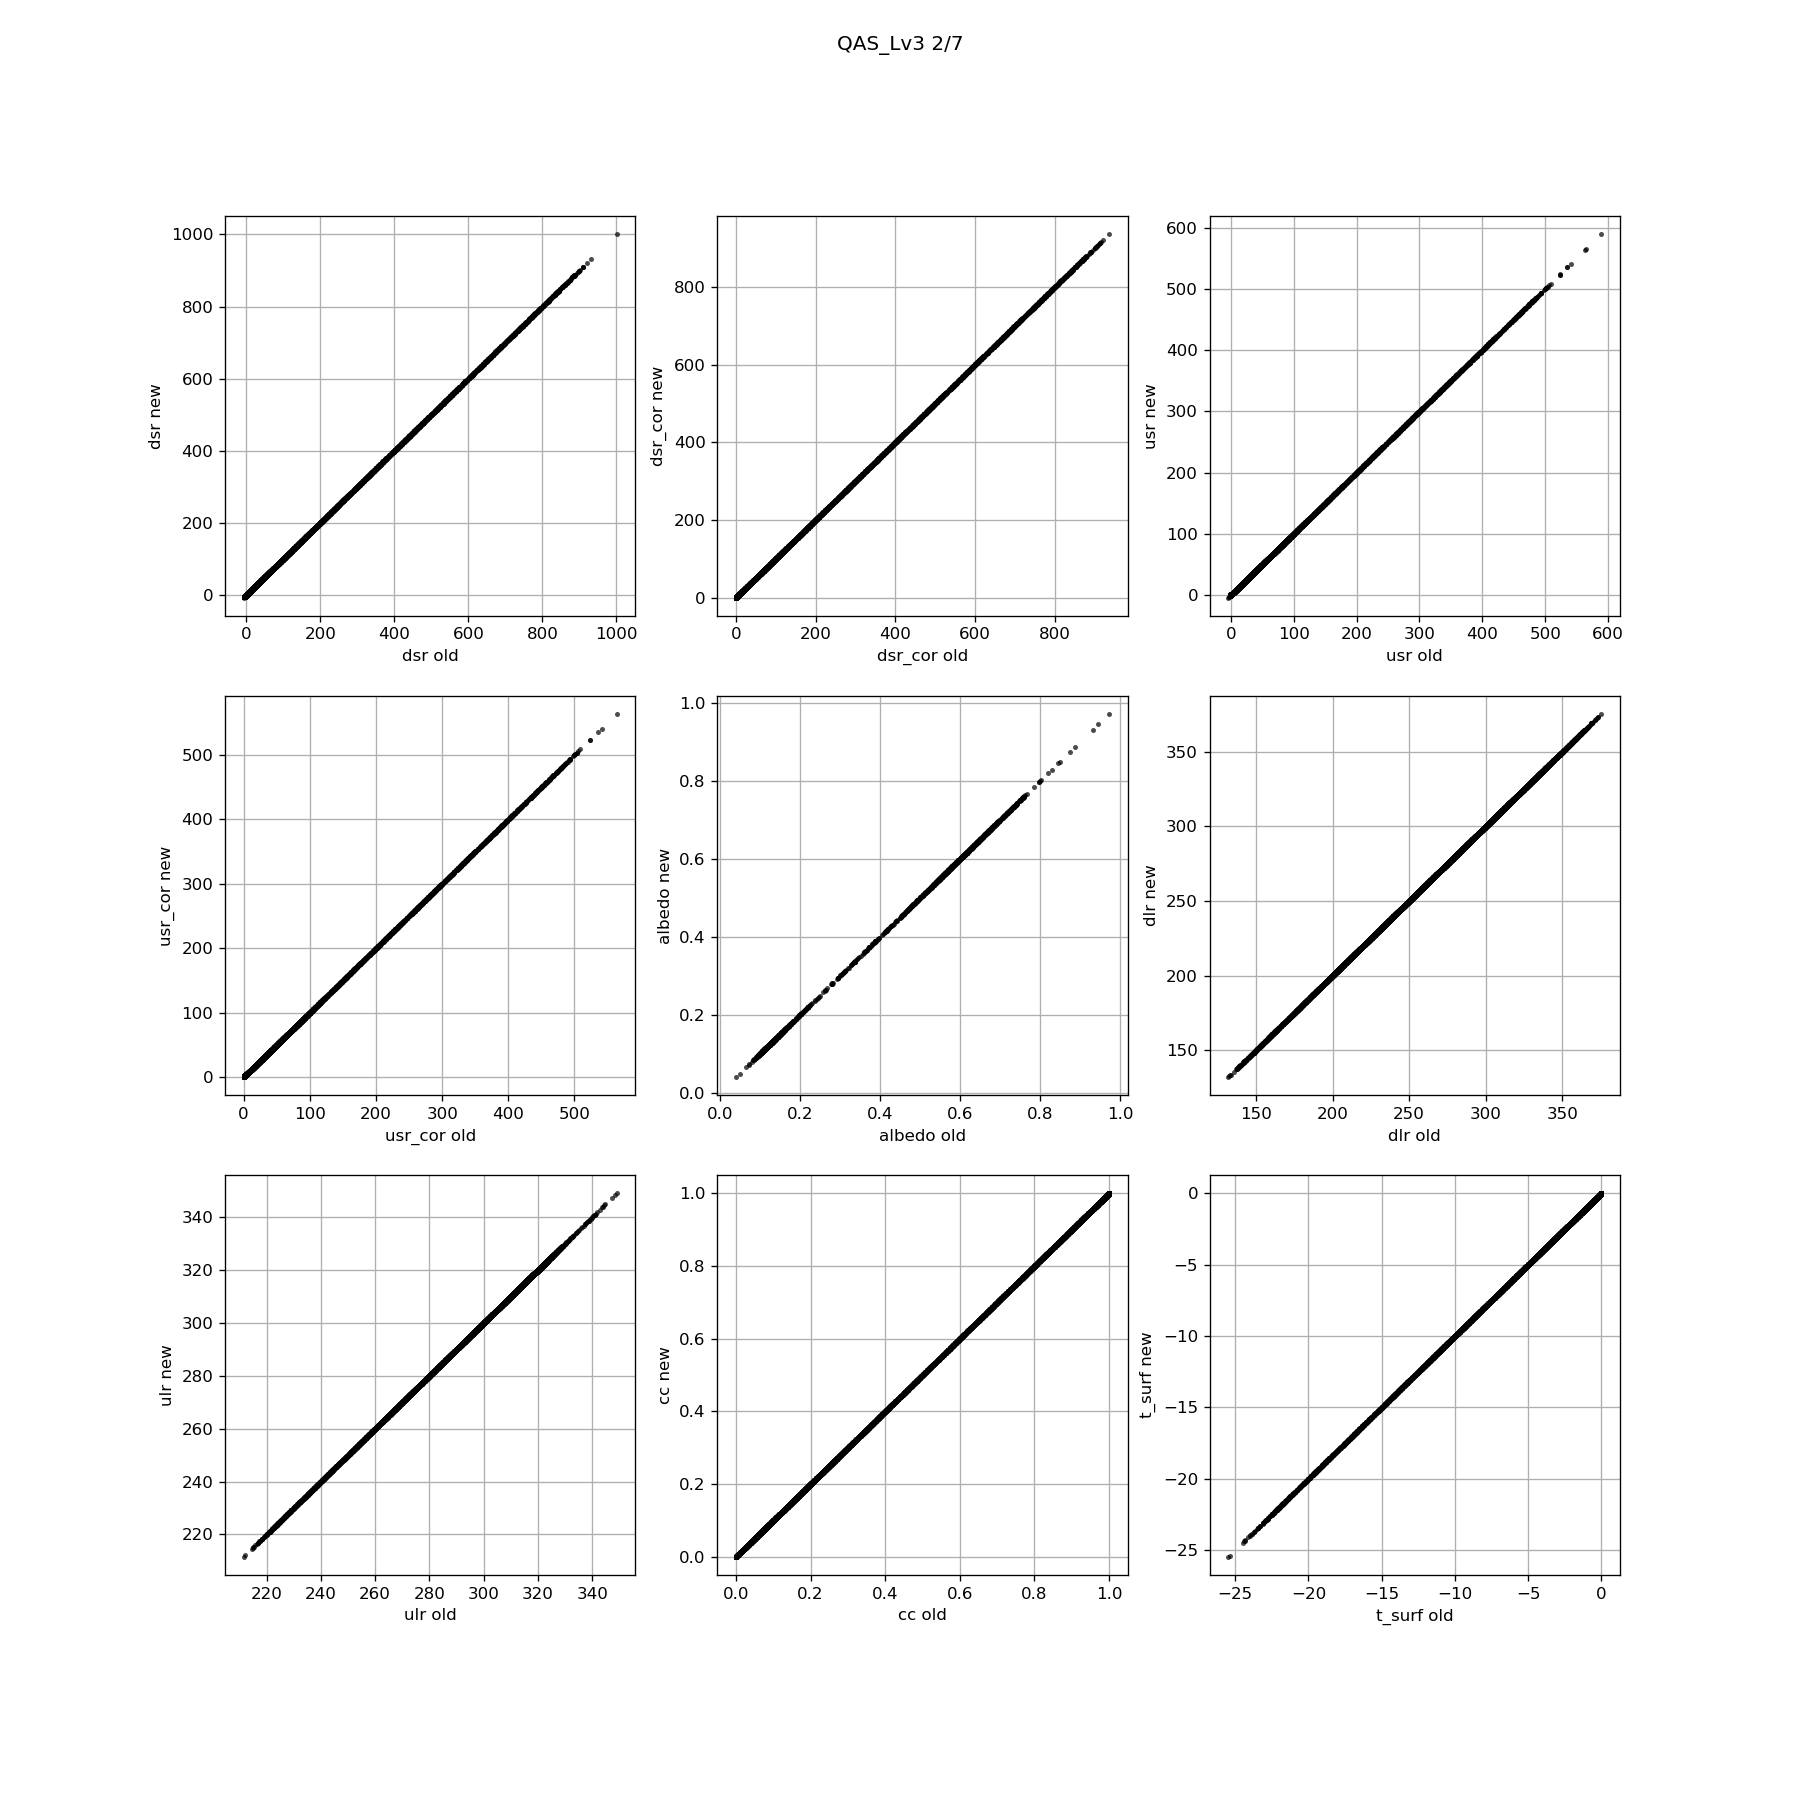 QAS_Lv3 2/7
1000
800
600
400
200
0
dsr new
0 200 400 600 800 1000
dsr old
800
600
400
200
0
dsr_cor new
0 200 400 600 800
dsr_cor old
600
500
400
300
200
100
0
usr new
0 100 200 300 400 500 600
usr old
500
400
300
200
100
0
usr_cor new
0 100 200 300 400 500
usr_cor old
1.0
0.8
0.6
0.4
0.2
0.0
albedo new
0.0 0.2 0.4 0.6 0.8 1.0
albedo old
350
300
250
200
150
dlr new
150 200 250 300 350
dlr old
340
320
300
280
260
240
220
ulr new
220 240 260 280 300 320 340
ulr old
1.0
0.8
0.6
0.4
0.2
0.0
cc new
0.0 0.2 0.4 0.6 0.8 1.0
cc old
0
−5
−10
−15
−20
−25
t_surf new
−25 −20 −15 −10 −5 0
t_surf old